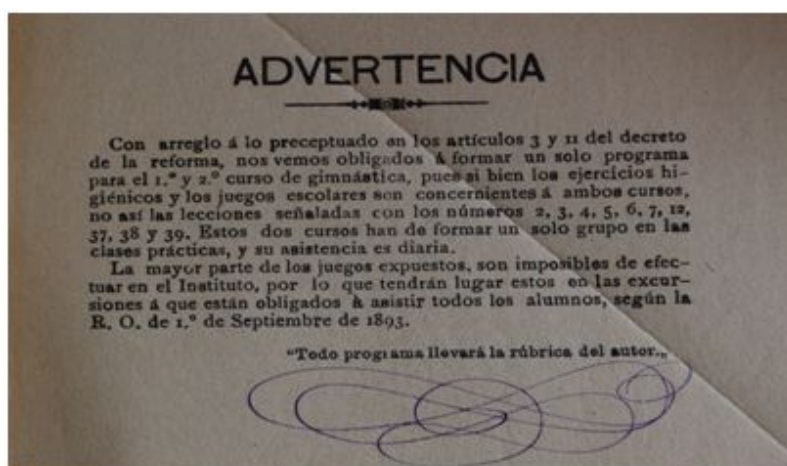 ADVERTENCIA
Con arreglo á lo preceptuado en los artículos 3 y 11 del decreto
de la reforma, nos vemos obligados á formar un solo programa
para el 1.º y 2.º curso de gimnástica, pues si bien los ejercicios hi-
giénicos y los juegos escolares son concernientes á ambos cursos,
no así las lecciones señaladas con los números 2, 3, 4, 5, 6, 7, 12,
37, 38 y 39. Estos dos cursos han de formar un solo grupo en las
clases prácticas, y su asistencia es diaria.
La mayor parte de los juegos expuestos, son imposibles de efec-
tuar en el Instituto, por lo que tendrán lugar estos en las excur-
siones á que están obligados á asistir todos los alumnos, según la
R. O. de 1.º de Septiembre de 1893.
“Todo programa llevará la rúbrica del autor.„